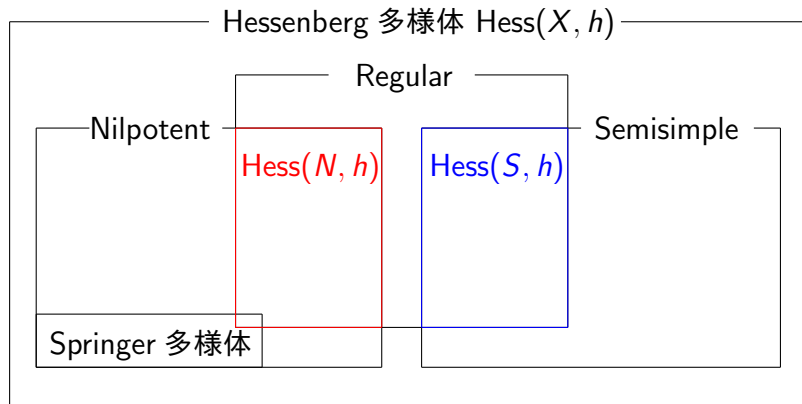 Hessenberg 多様体 Hess(X, h)
Regular
Nilpotent
Semisimple
Hess(N, h)
Hess(S, h)
Springer 多様体